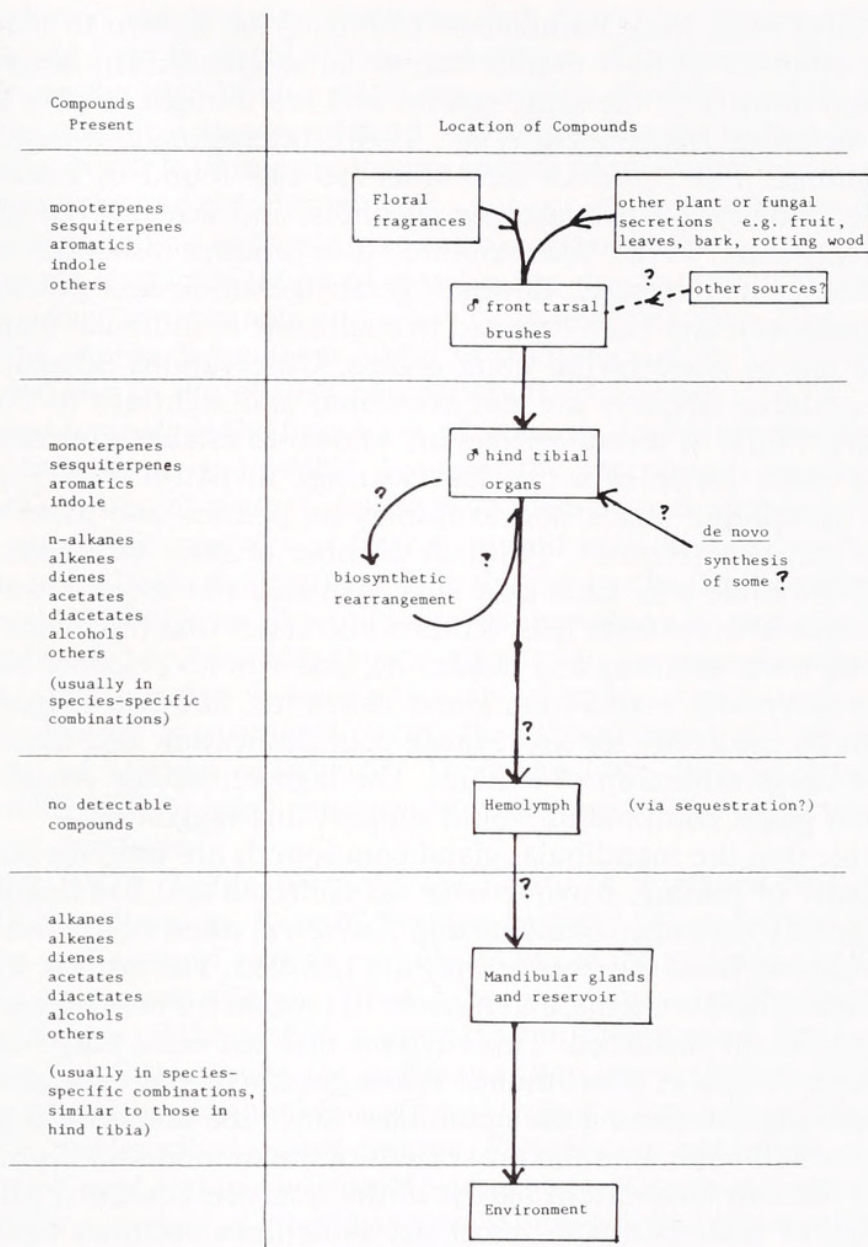 Compounds
Present
Location of Compounds
monoterpenes
sesquiterpenes
aromatics
indole
others
Floral
fragrances
other plant or fungal
secretions e.g. fruit,
leaves, bark, rotting wood
?
other sources?
♂ front tarsal
brushes
monoterpenes
sesquiterpenes
aromatics
indole
n-alkanes
alkenes
dienes
acetates
diacetates
alcohols
others
(usually in
species-specific
combinations)
♂ hind tibial
organs
?
?
biosynthetic
rearrangement
?
de novo
synthesis
of some ?
?
no detectable
compounds
Hemolymph
(via sequestration?)
?
alkanes
alkenes
dienes
acetates
diacetates
alcohols
others
(usually in species-
specific combinations,
similar to those in
hind tibia)
Mandibular glands
and reservoir
Environment